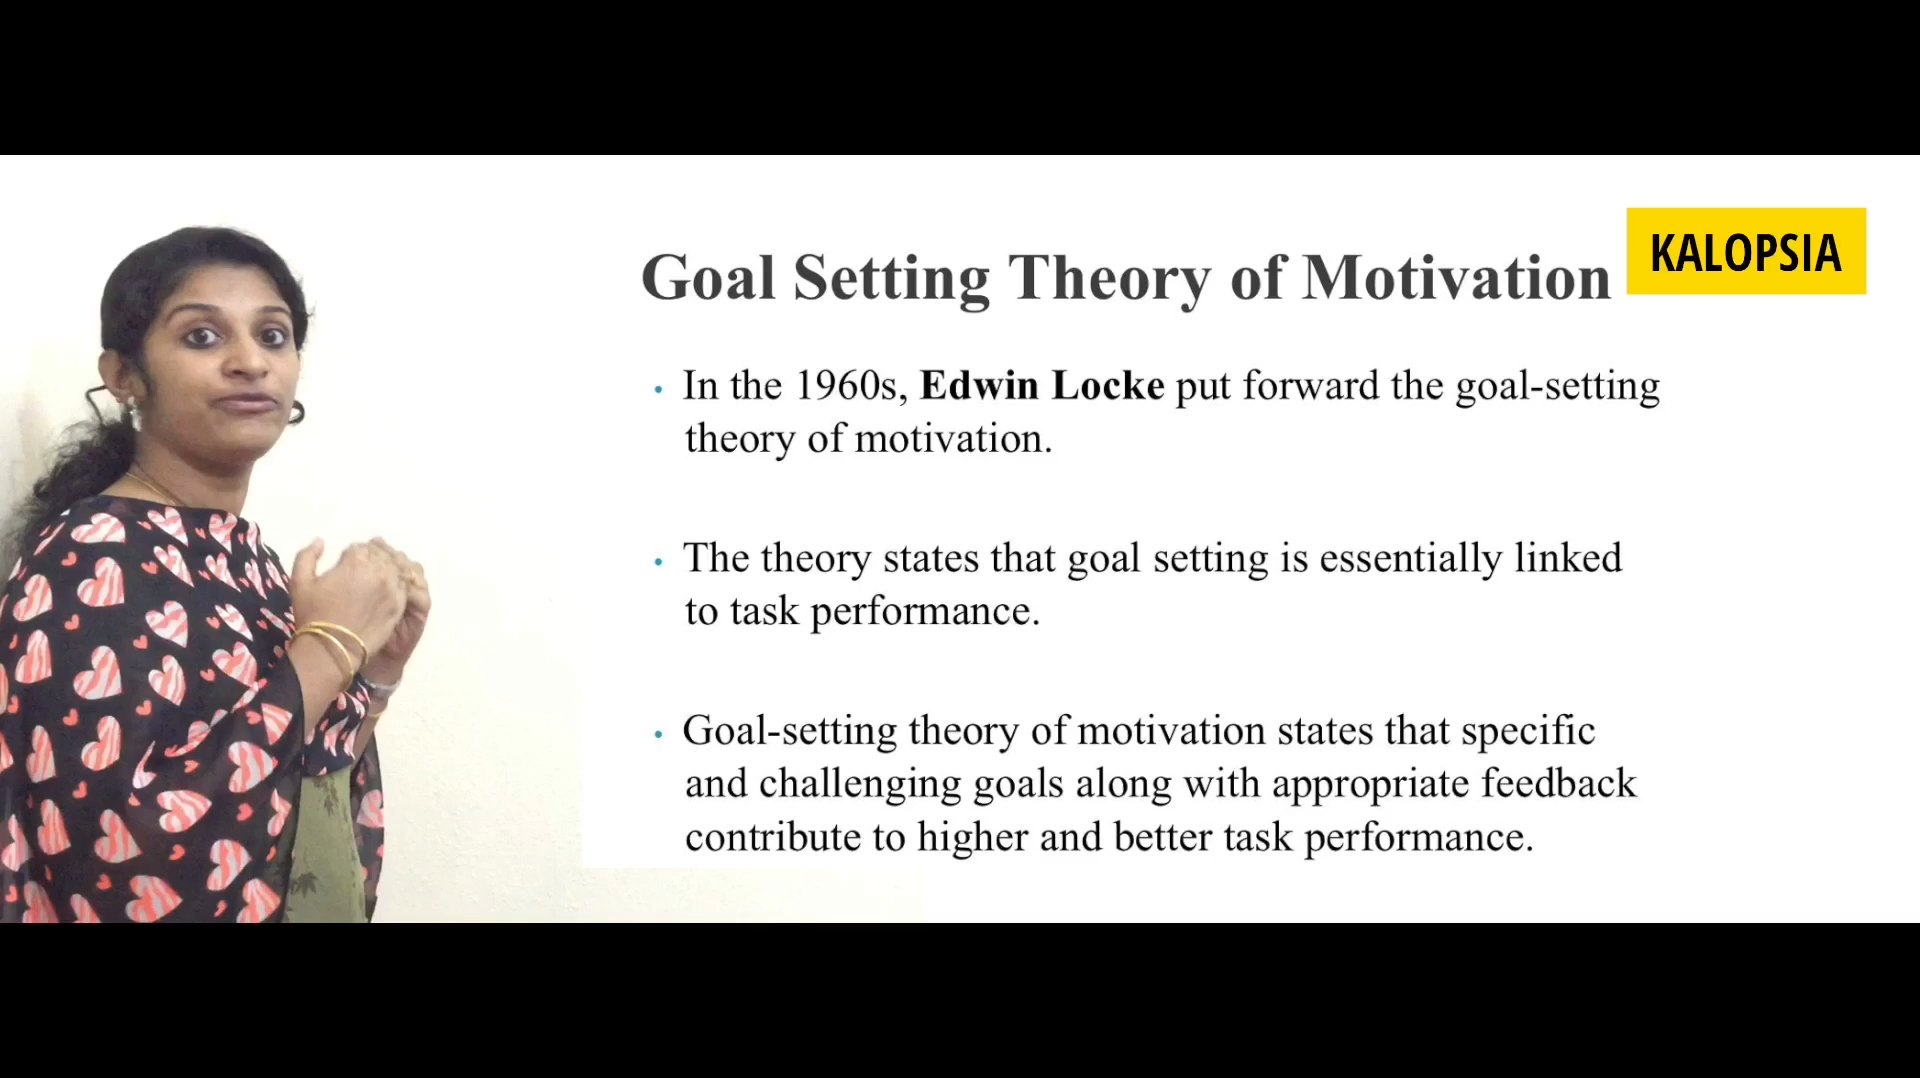 KALOPSIA
Goal Setting Theory of Motivation
• In the 1960s, Edwin Locke put forward the goal-setting
theory of motivation.
• The theory states that goal setting is essentially linked
to task performance.
• Goal-setting theory of motivation states that specific
and challenging goals along with appropriate feedback
contribute to higher and better task performance.